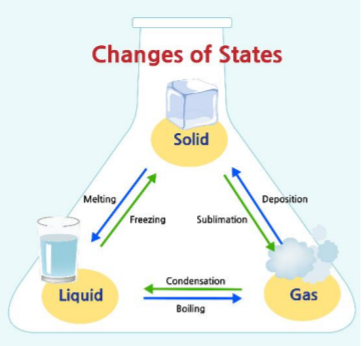 Changes of States
Solid
Melting
Deposition
Freezing
Sublimation
Condensation
Liquid
Gas
Boiling